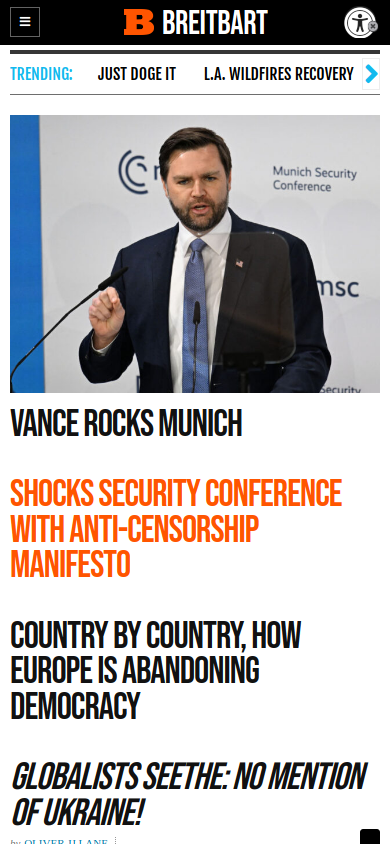 BREITBART
TRENDING:
JUST DOGE IT
L.A. WILDFIRES RECOVERY
Munich Security
Conference
msc
Security
VANCE ROCKS MUNICH
SHOCKS SECURITY CONFERENCE
WITH ANTI-CENSORSHIP
MANIFESTO
COUNTRY BY COUNTRY, HOW
EUROPE IS ABANDONING
DEMOCRACY
GLOBALISTS SEETHE: NO MENTION
OF UKRAINE!
by OLIVER JJ LANE